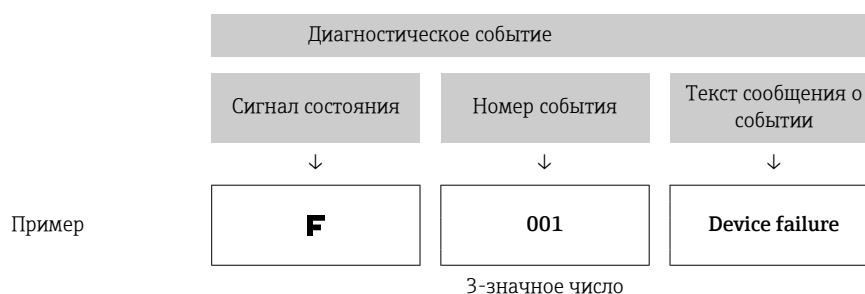 Диагностическое событие
Сигнал состояния
Номер события
Текст сообщения о
событии
↓ ↓ ↓
Пример
F
001
Device failure
3-значное число